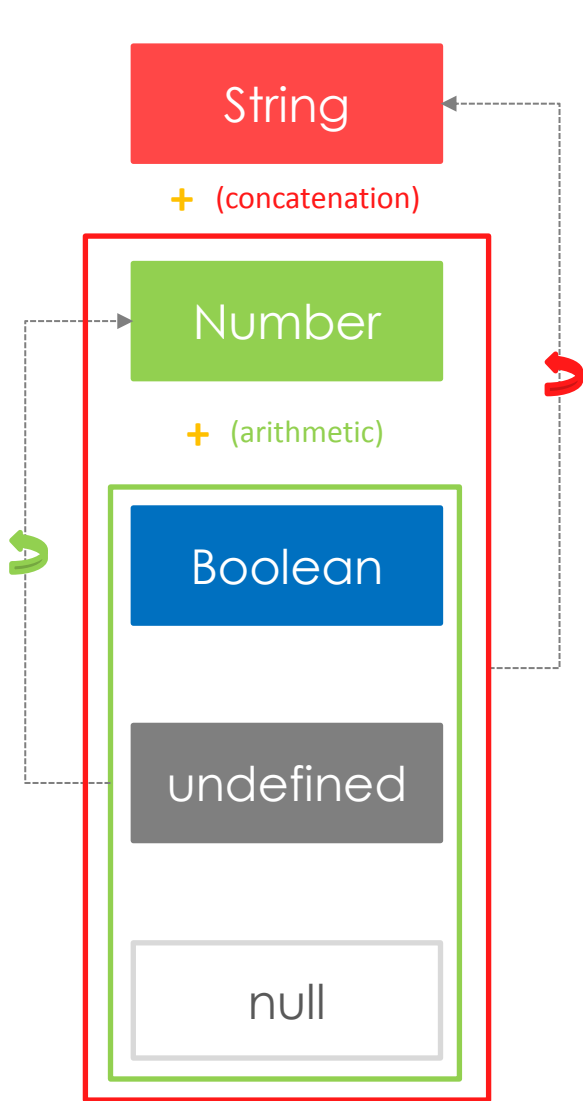 String
+ (concatenation)
Number
+ (arithmetic)
Boolean
undefined
null